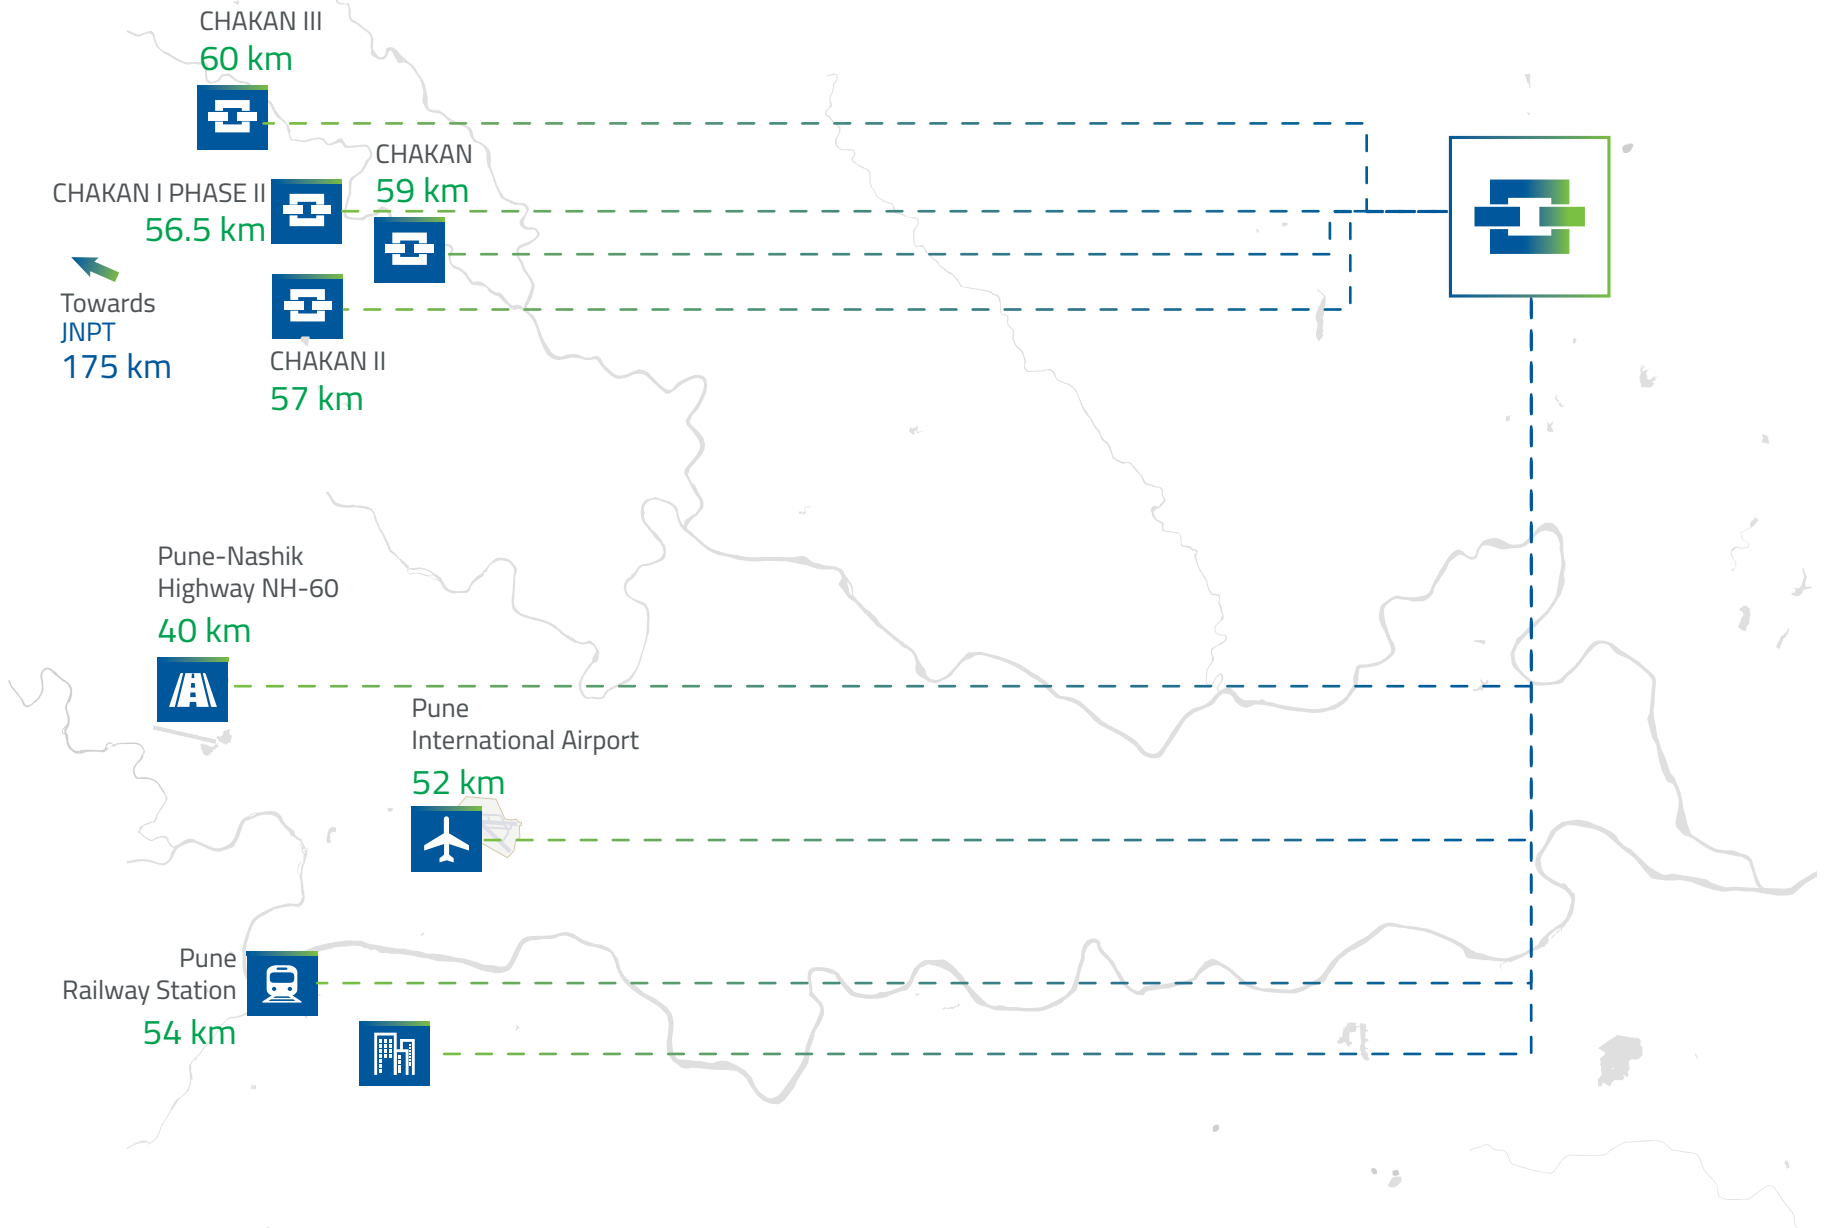 CHAKAN III
60 km
CHAKAN
59 km
CHAKAN I PHASE II
56.5 km
Towards
JNPT
175 km
CHAKAN II
57 km
Pune-Nashik
Highway NH-60
40 km
Pune
International Airport
52 km
Pune
Railway Station
54 km